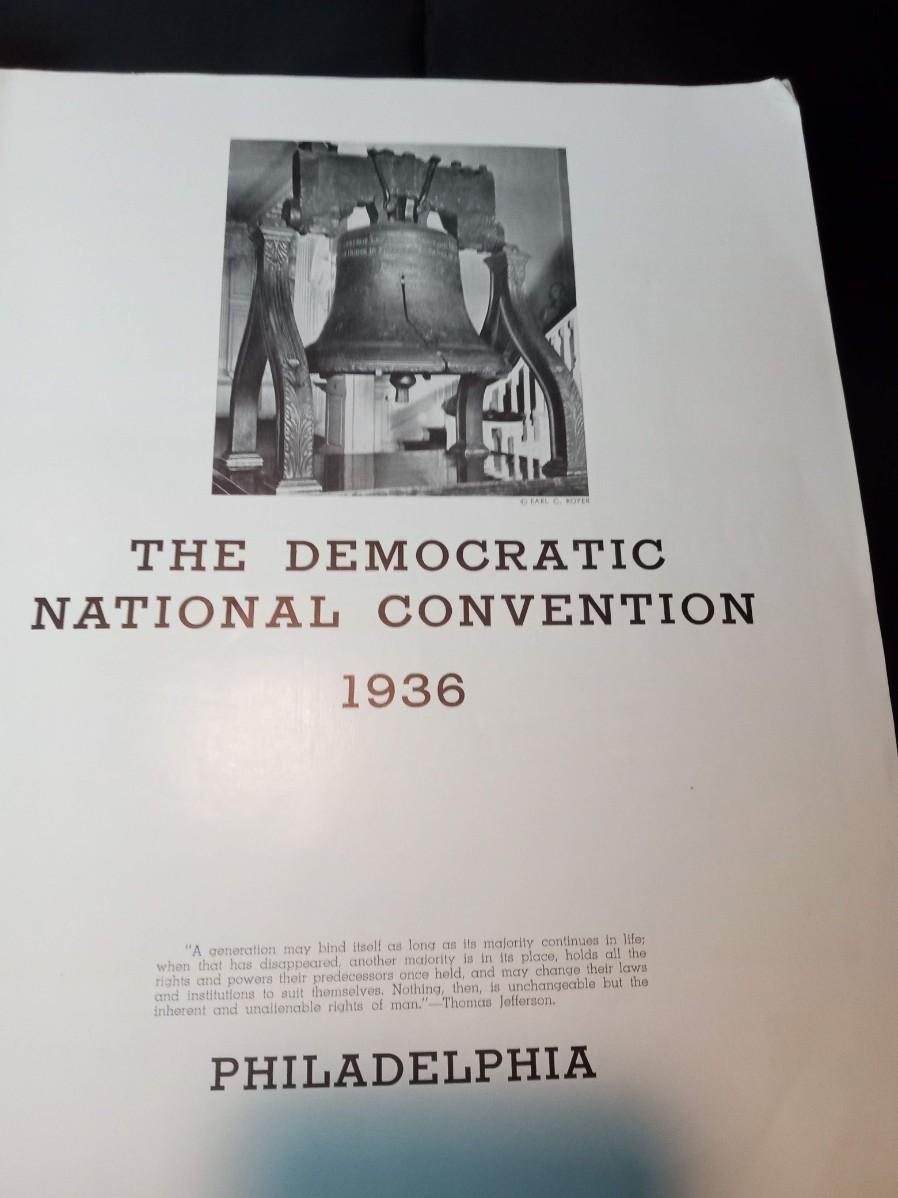 © EARL C. ROPER
THE DEMOCRATIC
NATIONAL CONVENTION
1936
"A generation may bind itself as long as its majority continues in life;
when that has disappeared, another majority is in its place, holds all the
rights and powers their predecessors once held, and may change their laws
and institutions to suit themselves. Nothing, then, is unchangeable but the
inherent and unalienable rights of man."—Thomas Jefferson.
PHILADELPHIA